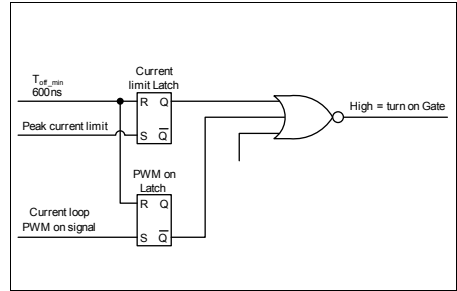 T off_min
600ns
Current
limit Latch
R Q
High = turn on Gate
Peak current limit
S Q̅
PWM on
Latch
R Q
Current loop
PWM on signal
S Q̅